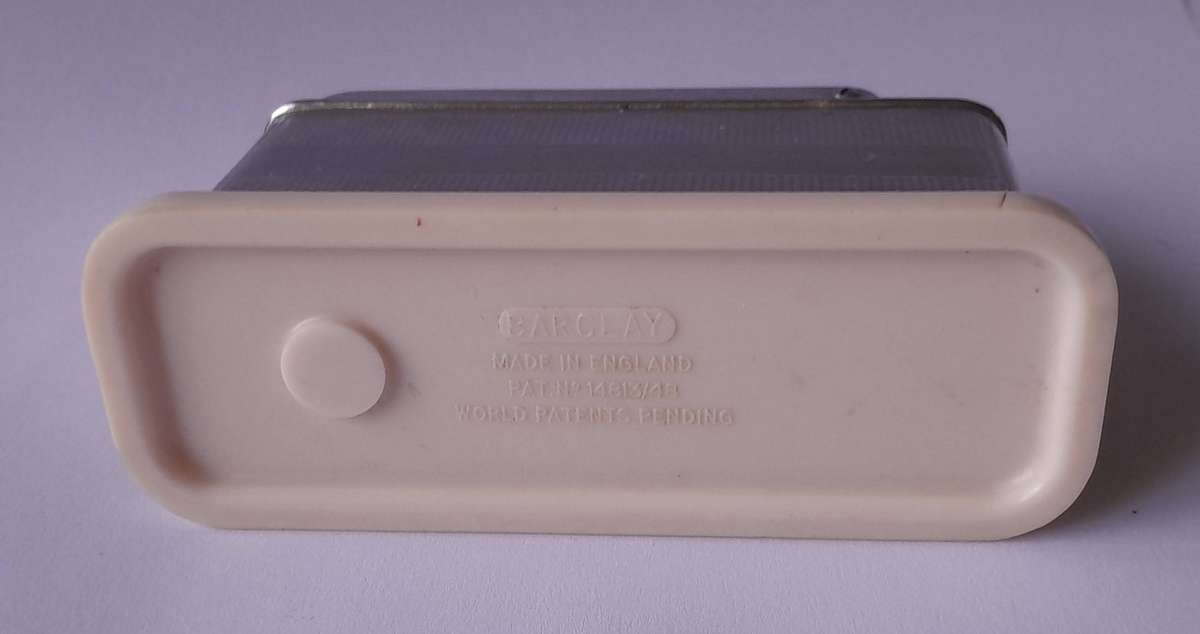 BARCLAY
MADE IN ENGLAND
PAT. Nº 14813/48
WORLD PATENTS PENDING